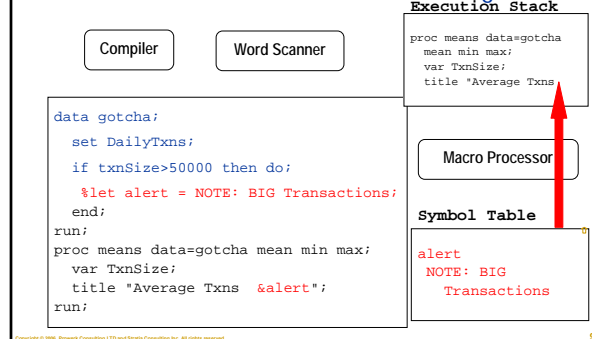 Execution Stack
Compiler
Word Scanner
proc means data=gotcha
mean min max;
var TxnSize;
title "Average Txns
data gotcha;
set DailyTxns;
if txnSize>50000 then do;
%let alert = NOTE: BIG Transactions;
end;
run;
proc means data=gotcha mean min max;
var TxnSize;
title "Average Txns &alert";
run;
Macro Processor
Symbol Table
alert
NOTE: BIG
Transactions